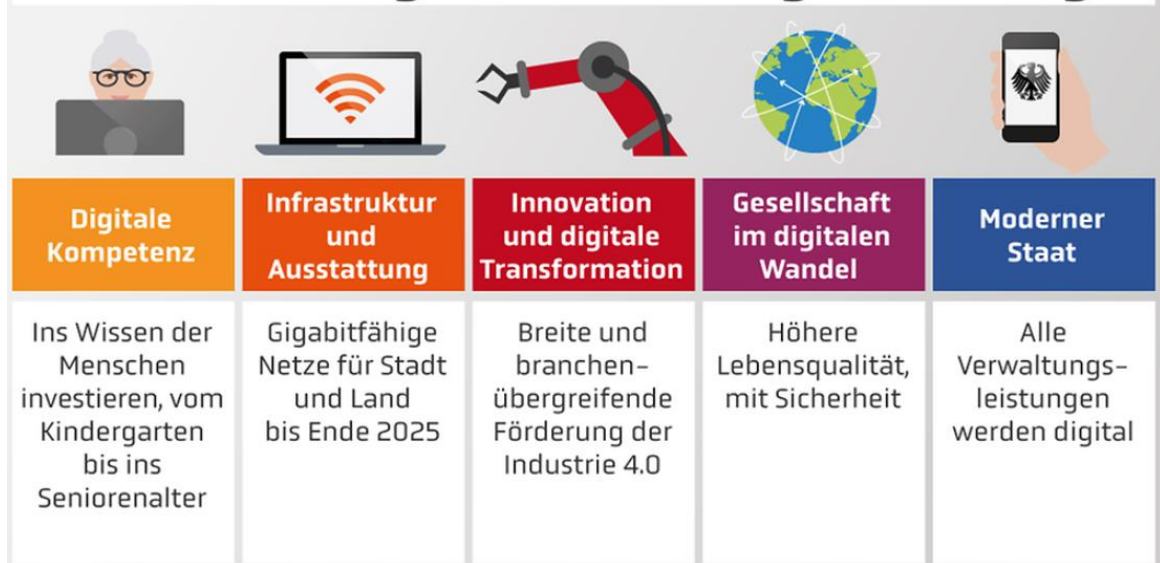 Digitale
Kompetenz
Infrastruktur
und
Ausstattung
Innovation
und digitale
Transformation
Gesellschaft
im digitalen
Wandel
Moderner
Staat
Ins Wissen der
Menschen
investieren, vom
Kindergarten
bis ins
Seniorenalter
Gigabitfähige
Netze für Stadt
und Land
bis Ende 2025
Breite und
branchen-
übergreifende
Förderung der
Industrie 4.0
Höhere
Lebensqualität,
mit Sicherheit
Alle
Verwaltungs-
leistungen
werden digital